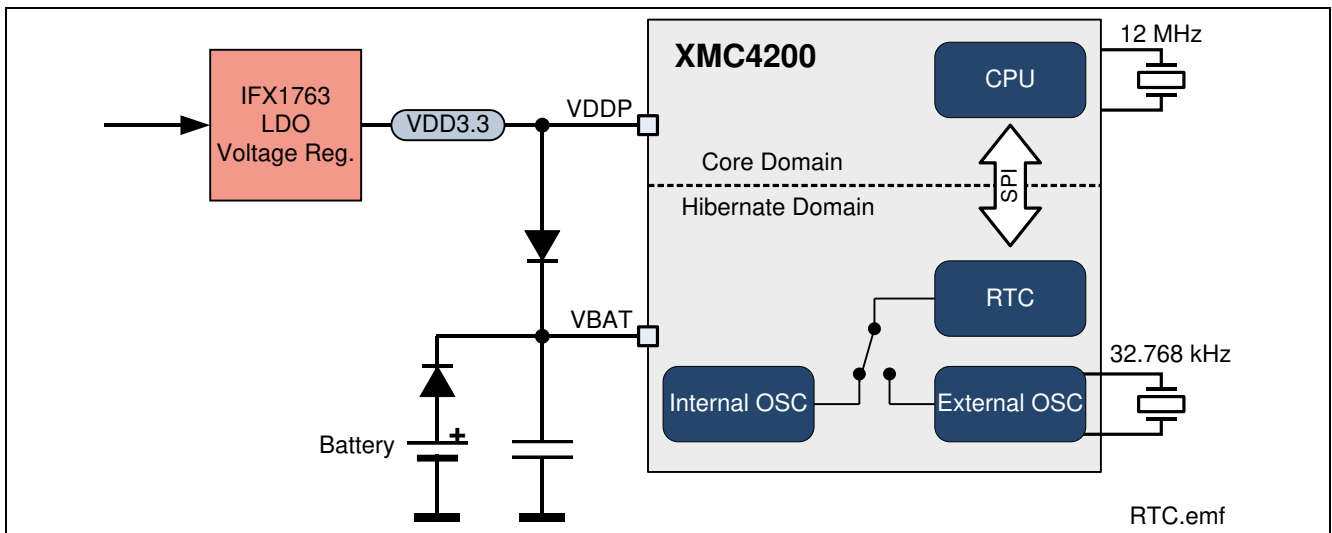 XMC4200
12 MHz
CPU
IFX1763
LDO
Voltage Reg.
VDD3.3
VDDP
Core Domain
SPI
Hibernate Domain
RTC
VBAT
32.768 kHz
Internal OSC
External OSC
Battery
+
RTC.emf